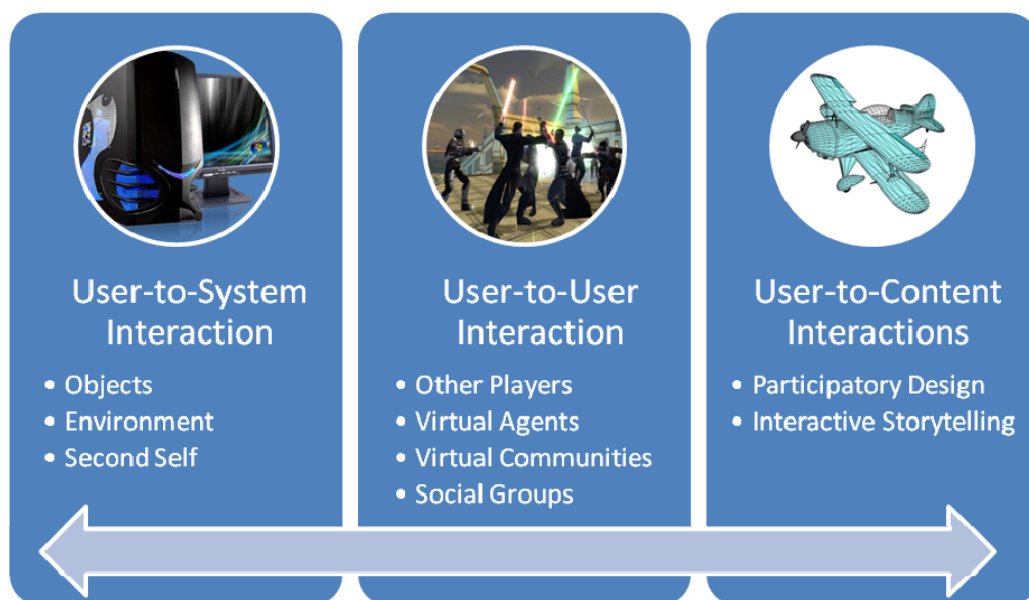 User-to-System
Interaction
• Objects
• Environment
• Second Self
User-to-User
Interaction
• Other Players
• Virtual Agents
• Virtual Communities
• Social Groups
User-to-Content
Interactions
• Participatory Design
• Interactive Storytelling